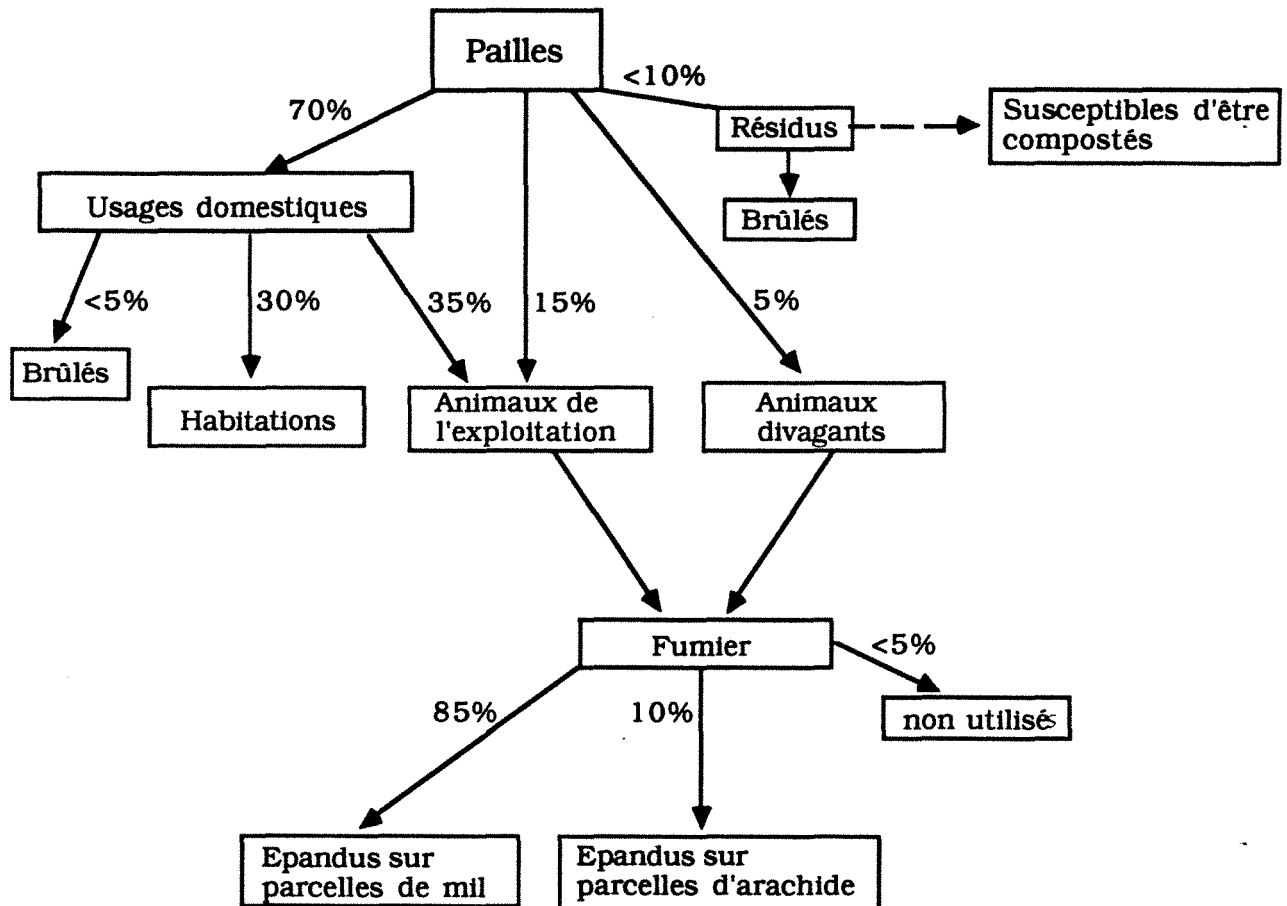 Pailles
<10%
70%
Résidus
Susceptibles d'être
compostés
Usages domestiques
Brûlés
<5%
30%
35%
15%
5%
Brûlés
Habitations
Animaux de
l'exploitation
Animaux
divagants
Fumier
<5%
85%
10%
non utilisés
Epandus sur
parcelles de mil
Epandus sur
parcelles d'arachide